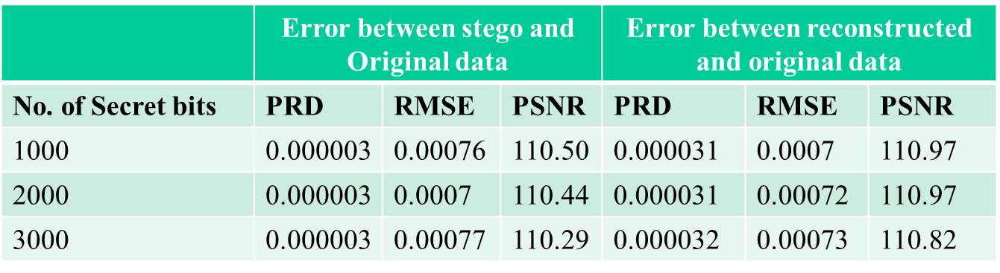 Error between stego and Original data Error between reconstructed and original data
No. of Secret bits PRD RMSE PSNR PRD RMSE PSNR
1000 0.000003 0.00076 110.50 0.000031 0.0007 110.97
2000 0.000003 0.0007 110.44 0.000031 0.00072 110.97
3000 0.000003 0.00077 110.29 0.000032 0.00073 110.82